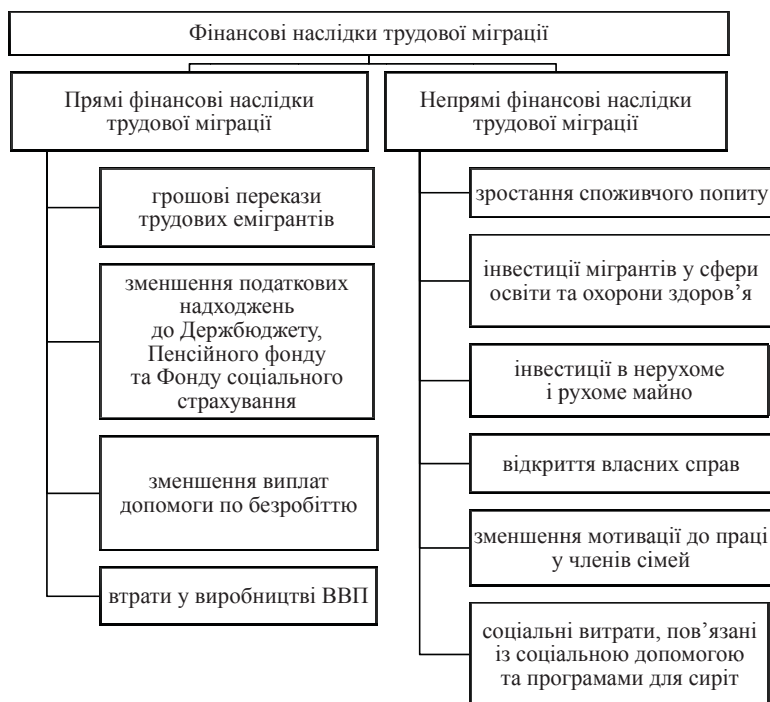 Фінансові наслідки трудової міграції
Прямі фінансові наслідки
трудової міграції
грошові перекази
трудових емігрантів
зменшення податкових
надходжень
до Держбюджету,
Пенсійного фонду
та Фонду соціального
страхування
зменшення виплат
допомоги по безробіттю
втрати у виробництві ВВП
Непрямі фінансові наслідки
трудової міграції
зростання споживчого попиту
інвестиції мігрантів у сфери
освіти та охорони здоров’я
інвестиції в нерухоме
і рухоме майно
відкриття власних справ
зменшення мотивації до праці
у членів сімей
соціальні витрати, пов’язані
із соціальною допомогою
та програмами для сиріт